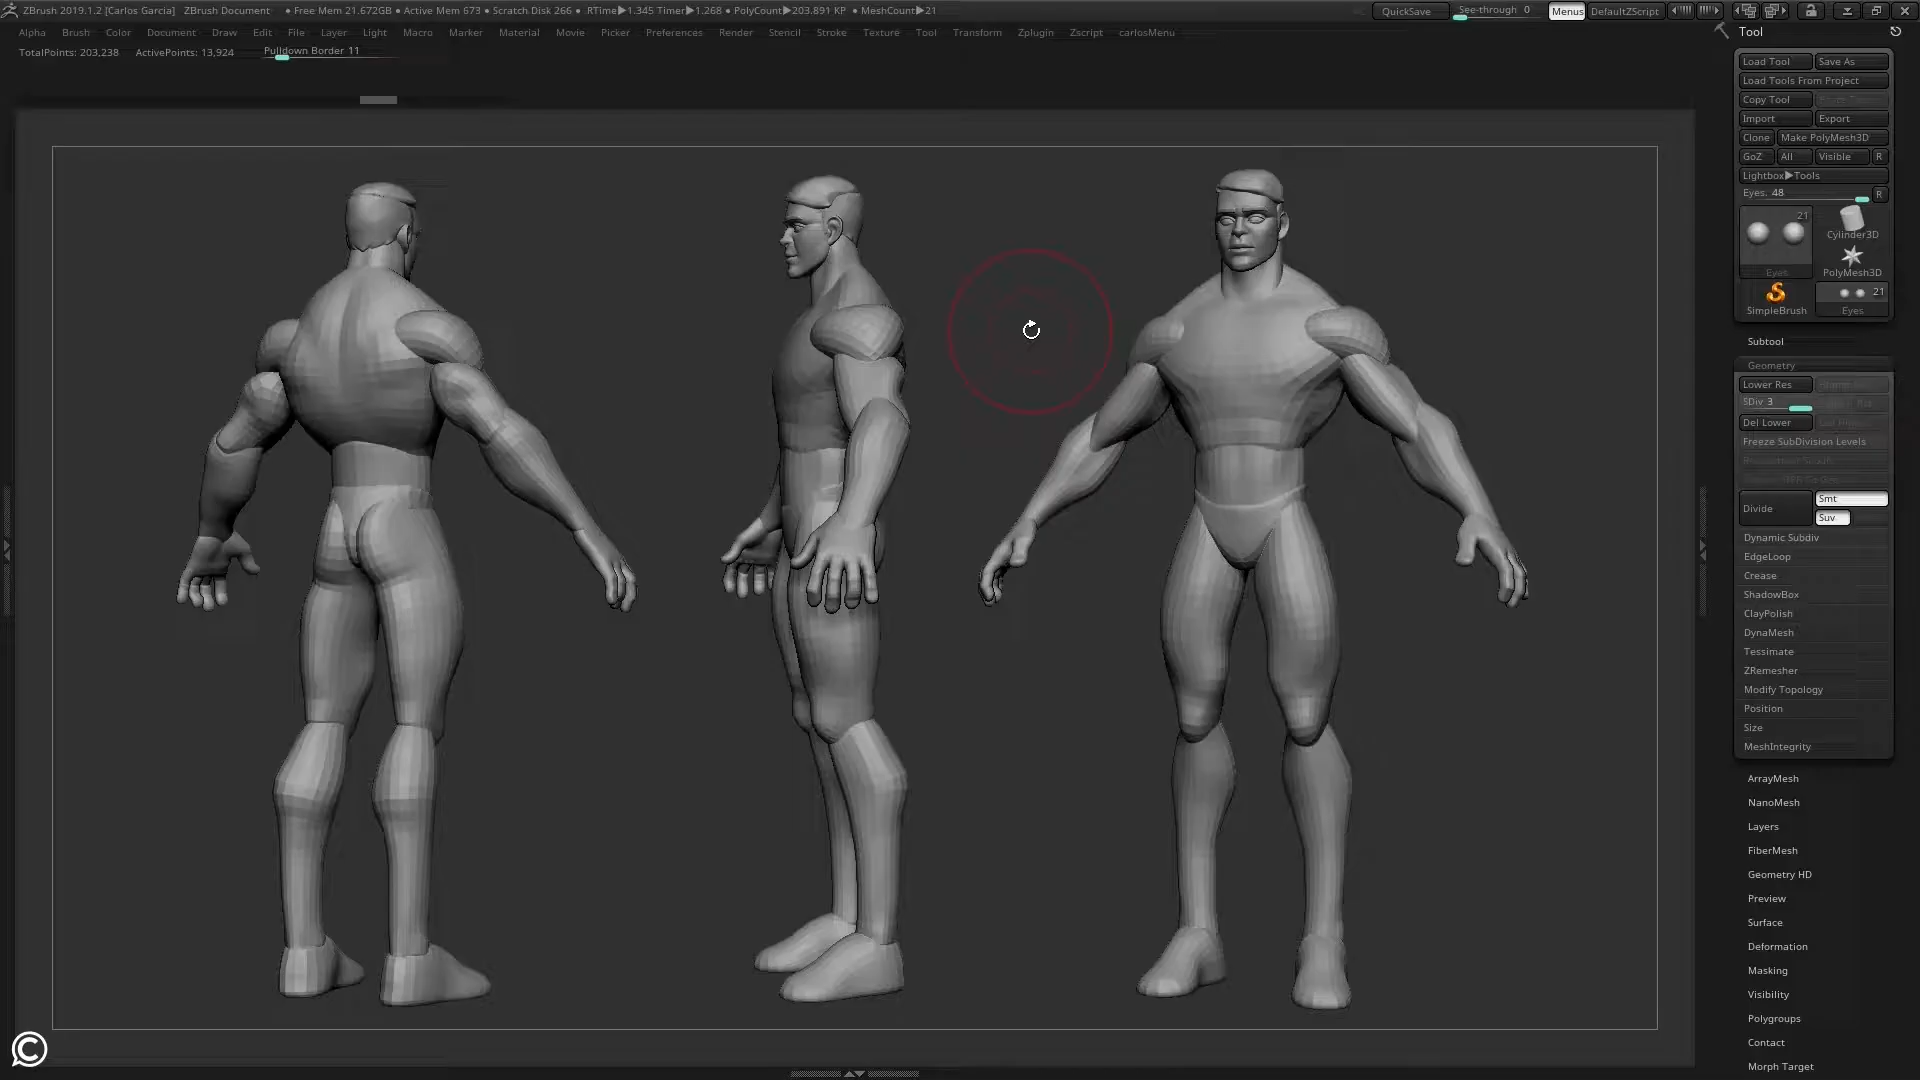 ZBrush 2019.1.2 [Carlos Garcia] ZBrush Document ● Free Mem 21.672GB ● Active Mem 673 ● Scratch Disk 266 ● RTime▶1.345 Timer▶1.268 ● PolyCount▶203.891 KP ● MeshCount▶21 QuickSave See-through 0 Menus DefaultZScript
Alpha Brush Color Document Draw Edit File Layer Light Macro Marker Material Movie Picker Preferences Render Stencil Stroke Texture Tool Transform Zplugin Zscript carlosMenu
TotalPoints: 203,238 ActivePoints: 13,924 Pulldown Border 11
Tool
Load Tool Save As
Load Tools From Project
Copy Tool
Import Export
Clone Make PolyMesh3D
GoZ All Visible R
Lightbox▶Tools
Eyes. 48 R
21
Cylinder3D
Eyes PolyMesh3D
21
SimpleBrush Eyes
Subtool
Geometry
Lower Res
SDiv 3
Del Lower
Freeze SubDivision Levels
Divide Smt
Suv
Dynamic Subdiv
EdgeLoop
Crease
ShadowBox
ClayPolish
DynaMesh
Tessimate
ZRemesher
Modify Topology
Position
Size
MeshIntegrity
ArrayMesh
NanoMesh
Layers
FiberMesh
Geometry HD
Preview
Surface
Deformation
Masking
Visibility
Polygroups
Contact
Morph Target